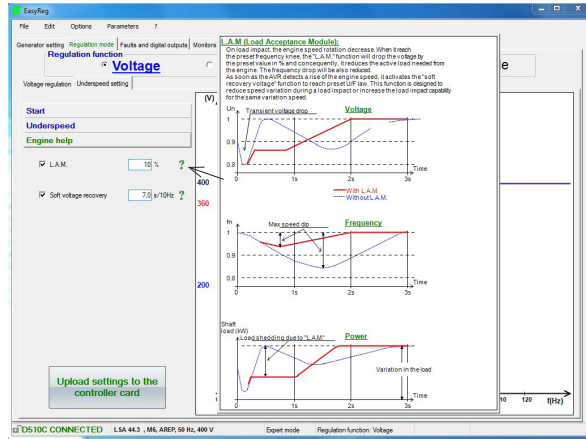 EasyReg
File Edit Options Parameters ?
Generator setting Regulation mode Faults and digital outputs Monitora
Regulation function
Voltage
Voltage regulation Underspeed setting
Start
Underspeed
Engine help
L.A.M. 10 % ?
Soft voltage recovery 7.0 s/10Hz ?
Upload settings to the
controller card
(V)
400
360
200
L.A.M (Load Acceptance Module):
On load impact, the engine speed rotation decrease. When it reach
the preset frequency knee, the "L.A.M." function will drop the voltage by
the preset value in % and concequently, it reduces the active load needed from
the engine. The frequency drop will be also reduced.
As soon as the AVR detects a rise of the engine speed, it activates the "soft
recovery voltage" function to reach preset U/F law. This function is designed to
reduce speed variation during a load impact or increase the load impact capability
for the same variation speed.
Un Transient voltage drop Voltage
1
0.9
0.8
Time
0 1s 2s 3s
With L.A.M.
Without L.A.M.
fn Max speed dip Frequency
1
0.9
0.8
Time
0 1s 2s 3s
Shaft
load (kW)
Load shedding due to "L.A.M." Power
1
Variation in the load
Time
0 1s 2s 3s
e
10 120 f(Hz)
D510C CONNECTED LSA 44.3 , M6, AREP, 50 Hz, 400 V Expert mode Regulation function: Voltage